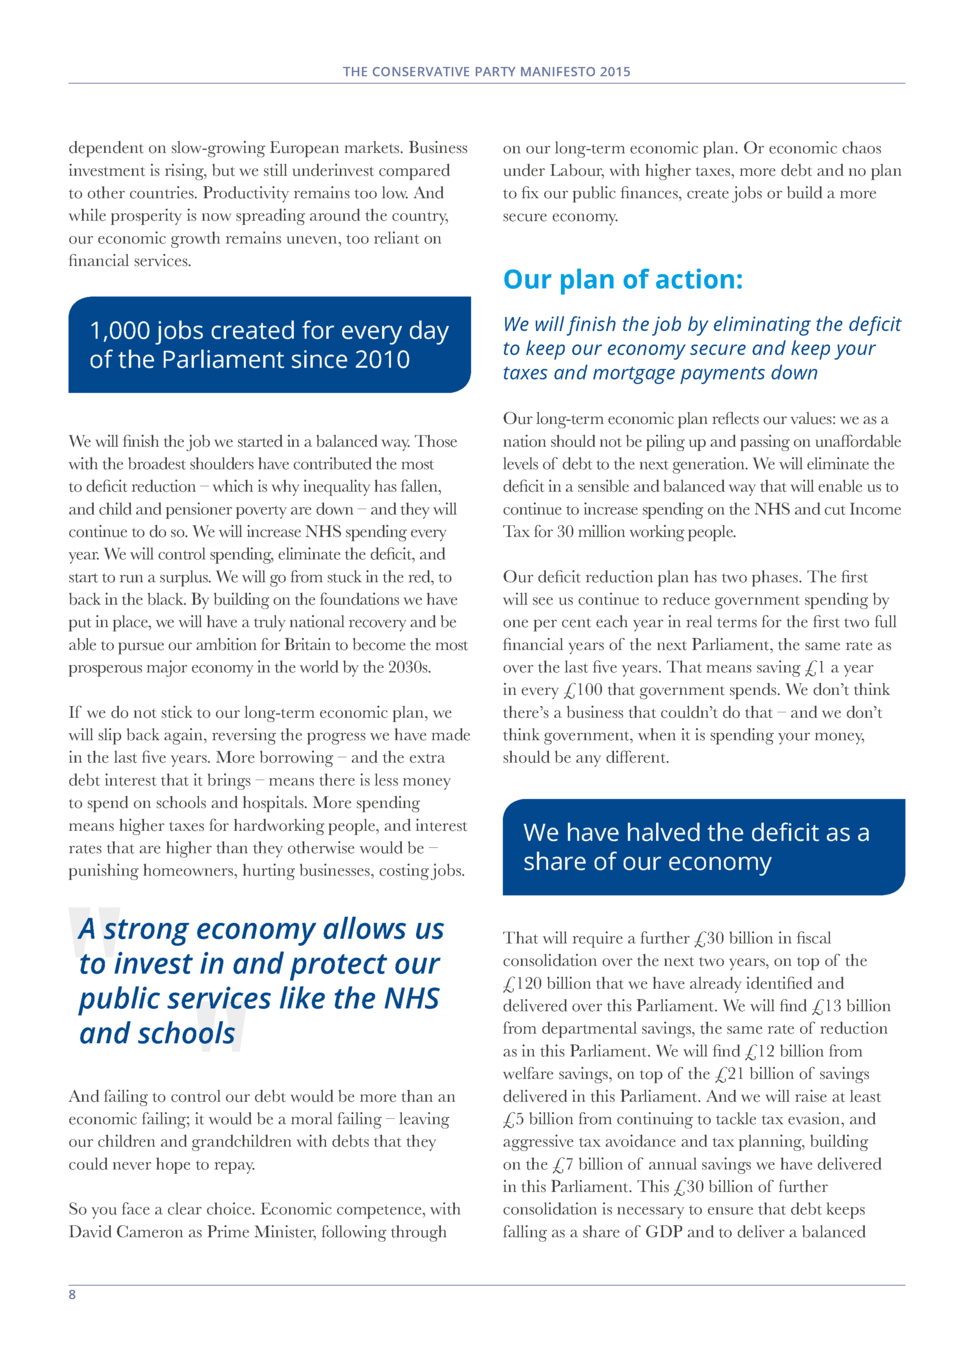 THE CONSERVATIVE PARTY MANIFESTO 2015
dependent on slow-growing European markets. Business
investment is rising, but we still underinvest compared
to other countries. Productivity remains too low. And
while prosperity is now spreading around the country,
our economic growth remains uneven, too reliant on
financial services.
1,000 jobs created for every day
of the Parliament since 2010
We will finish the job we started in a balanced way. Those
with the broadest shoulders have contributed the most
to deficit reduction – which is why inequality has fallen,
and child and pensioner poverty are down – and they will
continue to do so. We will increase NHS spending every
year. We will control spending, eliminate the deficit, and
start to run a surplus. We will go from stuck in the red, to
back in the black. By building on the foundations we have
put in place, we will have a truly national recovery and be
able to pursue our ambition for Britain to become the most
prosperous major economy in the world by the 2030s.
If we do not stick to our long-term economic plan, we
will slip back again, reversing the progress we have made
in the last five years. More borrowing – and the extra
debt interest that it brings – means there is less money
to spend on schools and hospitals. More spending
means higher taxes for hardworking people, and interest
rates that are higher than they otherwise would be –
punishing homeowners, hurting businesses, costing jobs.
"A strong economy allows us
to invest in and protect our
public services like the NHS
and schools"
And failing to control our debt would be more than an
economic failing; it would be a moral failing – leaving
our children and grandchildren with debts that they
could never hope to repay.
So you face a clear choice. Economic competence, with
David Cameron as Prime Minister, following through
on our long-term economic plan. Or economic chaos
under Labour, with higher taxes, more debt and no plan
to fix our public finances, create jobs or build a more
secure economy.
Our plan of action:
We will finish the job by eliminating the deficit
to keep our economy secure and keep your
taxes and mortgage payments down
Our long-term economic plan reflects our values: we as a
nation should not be piling up and passing on unaffordable
levels of debt to the next generation. We will eliminate the
deficit in a sensible and balanced way that will enable us to
continue to increase spending on the NHS and cut Income
Tax for 30 million working people.
Our deficit reduction plan has two phases. The first
will see us continue to reduce government spending by
one per cent each year in real terms for the first two full
financial years of the next Parliament, the same rate as
over the last five years. That means saving £1 a year
in every £100 that government spends. We don't think
there's a business that couldn't do that – and we don't
think government, when it is spending your money,
should be any different.
We have halved the deficit as a
share of our economy
That will require a further £30 billion in fiscal
consolidation over the next two years, on top of the
£120 billion that we have already identified and
delivered over this Parliament. We will find £13 billion
from departmental savings, the same rate of reduction
as in this Parliament. We will find £12 billion from
welfare savings, on top of the £21 billion of savings
delivered in this Parliament. And we will raise at least
£5 billion from continuing to tackle tax evasion, and
aggressive tax avoidance and tax planning, building
on the £7 billion of annual savings we have delivered
in this Parliament. This £30 billion of further
consolidation is necessary to ensure that debt keeps
falling as a share of GDP and to deliver a balanced
8